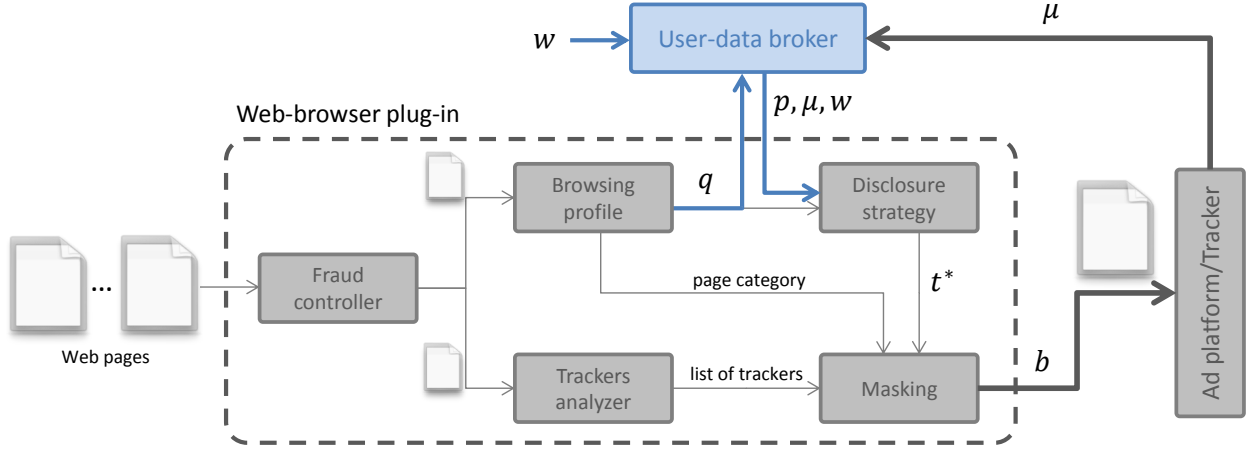 μ
w
User-data broker
p, μ, w
Web-browser plug-in
Browsing
profile
q
Disclosure
strategy
...
Web pages
Fraud
controller
page category
t*
Trackers
analyzer
list of trackers
Masking
b
Ad platform/Tracker